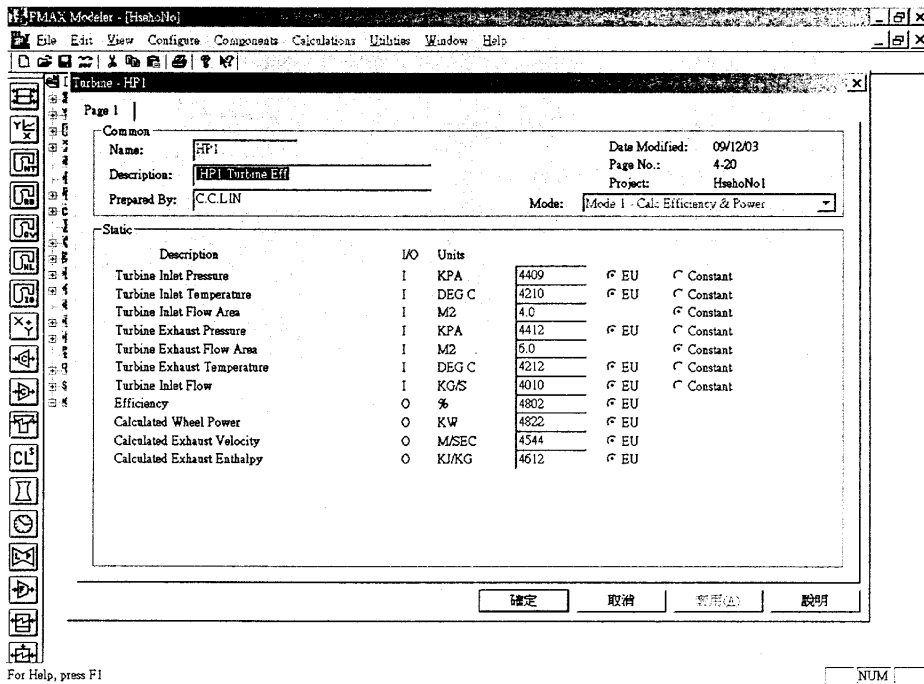 PMAX Modeler - [HsehoNo]
File Edit View Configure Components Calculations Utilities Window Help
Turbine - HP1
Page 1
Common
Name: HP1
Description: HP1 Turbine Eff
Prepared By: C.C.LIN
Date Modified: 09/12/03
Page No.: 4-20
Project: HsehoNo1
Mode: Mode 1 - Calc Efficiency & Power
Static
Description I/O Units
Turbine Inlet Pressure I KPA 4409 EU Constant
Turbine Inlet Temperature I DEG C 4210 EU Constant
Turbine Inlet Flow Area I M2 4.0 Constant
Turbine Exhaust Pressure I KPA 4412 EU Constant
Turbine Exhaust Flow Area I M2 6.0 Constant
Turbine Exhaust Temperature I DEG C 4212 EU Constant
Turbine Inlet Flow I KG/S 4010 EU Constant
Efficiency O % 4802 EU
Calculated Wheel Power O KW 4822 EU
Calculated Exhaust Velocity O M/SEC 4544 EU
Calculated Exhaust Enthalpy O KJ/KG 4612 EU
確定 取消 套用(A) 說明
For Help, press F1 NUM